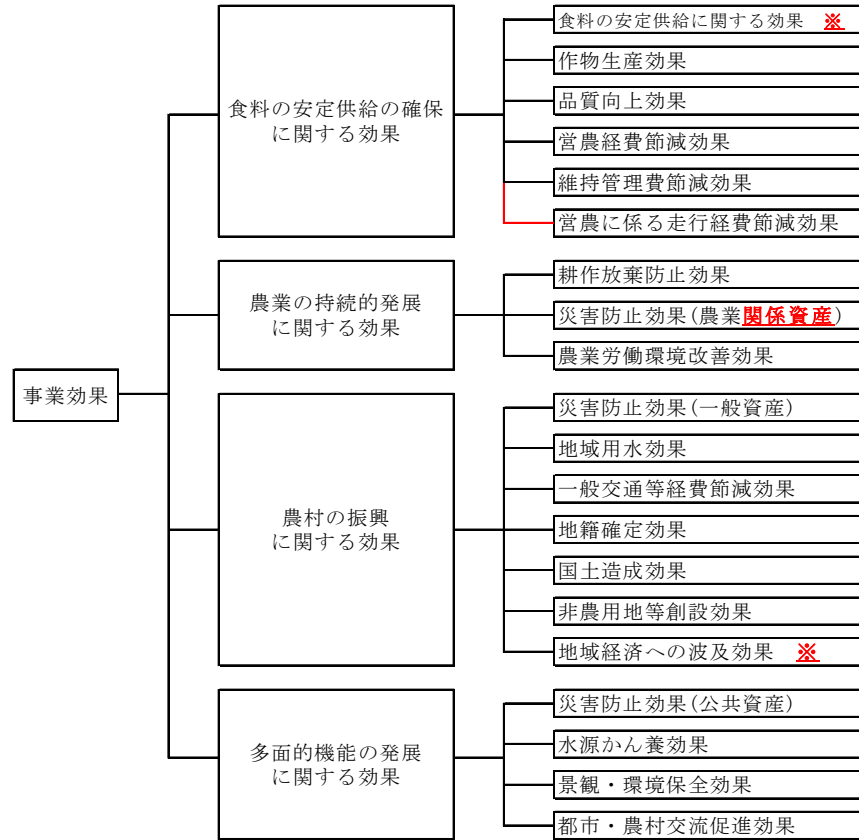 事業効果
食料の安定供給の確保
に関する効果
食料の安定供給に関する効果 ※
作物生産効果
品質向上効果
営農経費節減効果
維持管理費節減効果
営農に係る走行経費節減効果
農業の持続的発展
に関する効果
耕作放棄防止効果
災害防止効果(農業関係資産)
農業労働環境改善効果
農村の振興
に関する効果
災害防止効果(一般資産)
地域用水効果
一般交通等経費節減効果
地籍確定効果
国土造成効果
非農用地等創設効果
地域経済への波及効果 ※
多面的機能の発展
に関する効果
災害防止効果(公共資産)
水源かん養効果
景観・環境保全効果
都市・農村交流促進効果